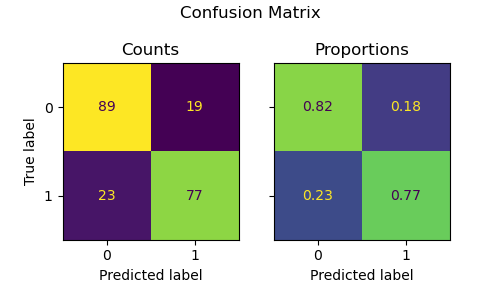 Confusion Matrix
Counts
Proportions
True label
0
89
19
0.82
0.18
1
23
77
0.23
0.77
0
1
0
1
Predicted label
Predicted label